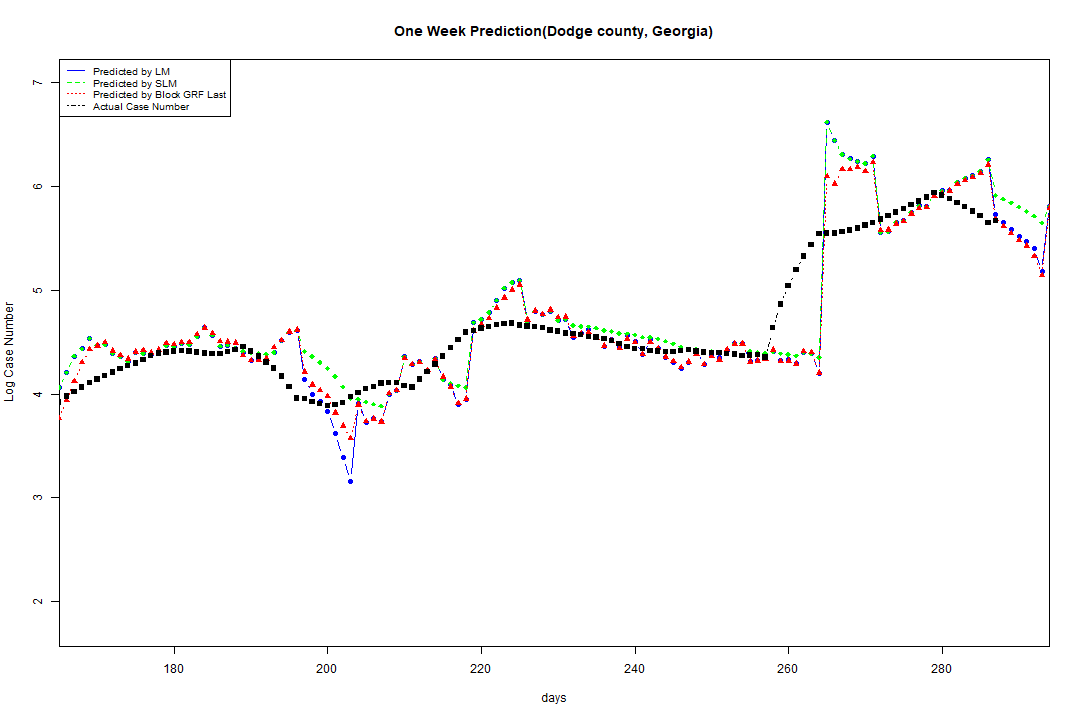 One Week Prediction(Dodge county, Georgia)
Predicted by LM
Predicted by SLM
Predicted by Block GRF Last
Actual Case Number
7
6
5
4
3
2
Log Case Number
180
200
220
240
260
280
days